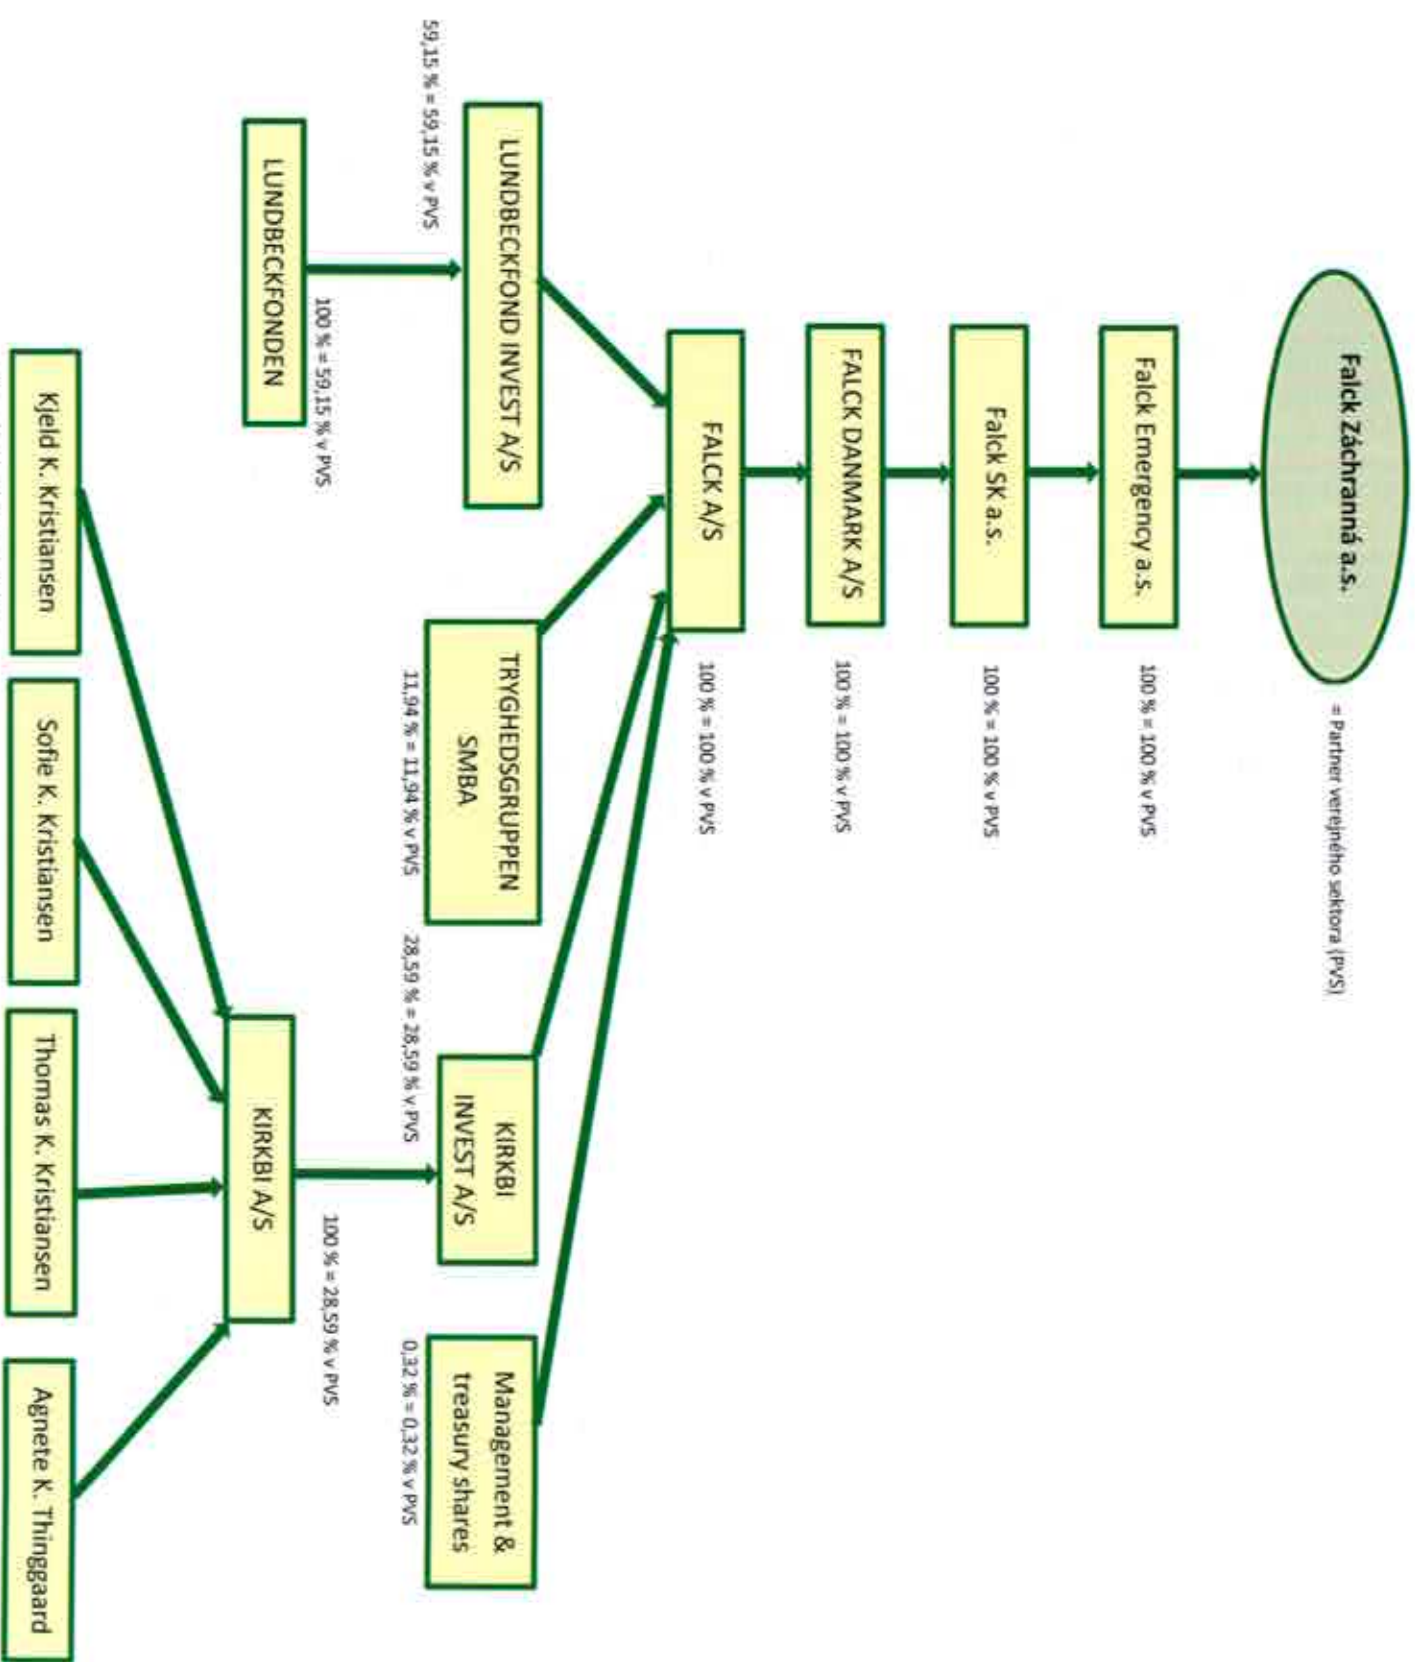 Falck Záchranná a.s.
= Partner verejného sektora (PVS)
Falck Emergency a.s.
100 % = 100 % v PVS
Falck SK a.s.
100 % = 100 % v PVS
FALCK DANMARK A/S
100 % = 100 % v PVS
FALCK A/S
100 % = 100 % v PVS
LUNDBECKFOND INVEST A/S
59,15 % = 59,15 % v PVS
TRYGHEDSGRUPPEN
SMBA
11,94 % = 11,94 % v PVS
KIRKBI
INVEST A/S
28,59 % = 28,59 % v PVS
Management &
treasury shares
0,32 % = 0,32 % v PVS
LUNDBECKFONDEN
100 % = 59,15 % v PVS
KIRKBI A/S
100 % = 28,59 % v PVS
Kjeld K. Kristiansen
Sofie K. Kristiansen
Thomas K. Kristiansen
Agnete K. Thinggaard